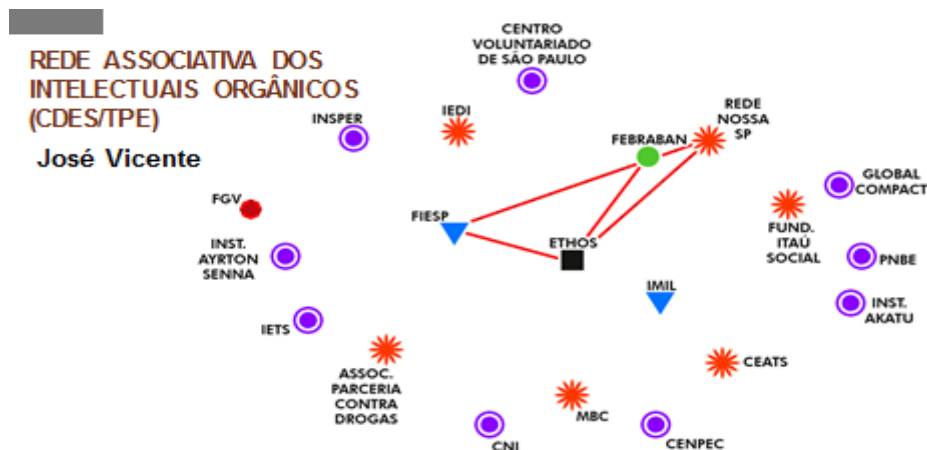 REDE ASSOCIATIVA DOS
INTELECTUAIS ORGÂNICOS
(CDES/TPE)
José Vicente
CENTRO
VOLUNTARIADO
DE SÃO PAULO
IEDI
INSPER
REDE
NOSSA
SP
FEBRABAN
GLOBAL
COMPACT
FGV
FIESP
FUND.
ITAÚ
SOCIAL
INST.
AYRTON
SENNA
ETHOS
PNBE
IMIL
INST.
AKATU
IETS
ASSOC.
PARCERIA
CONTRA
DROGAS
CEATS
MBC
CNI
CENPEC